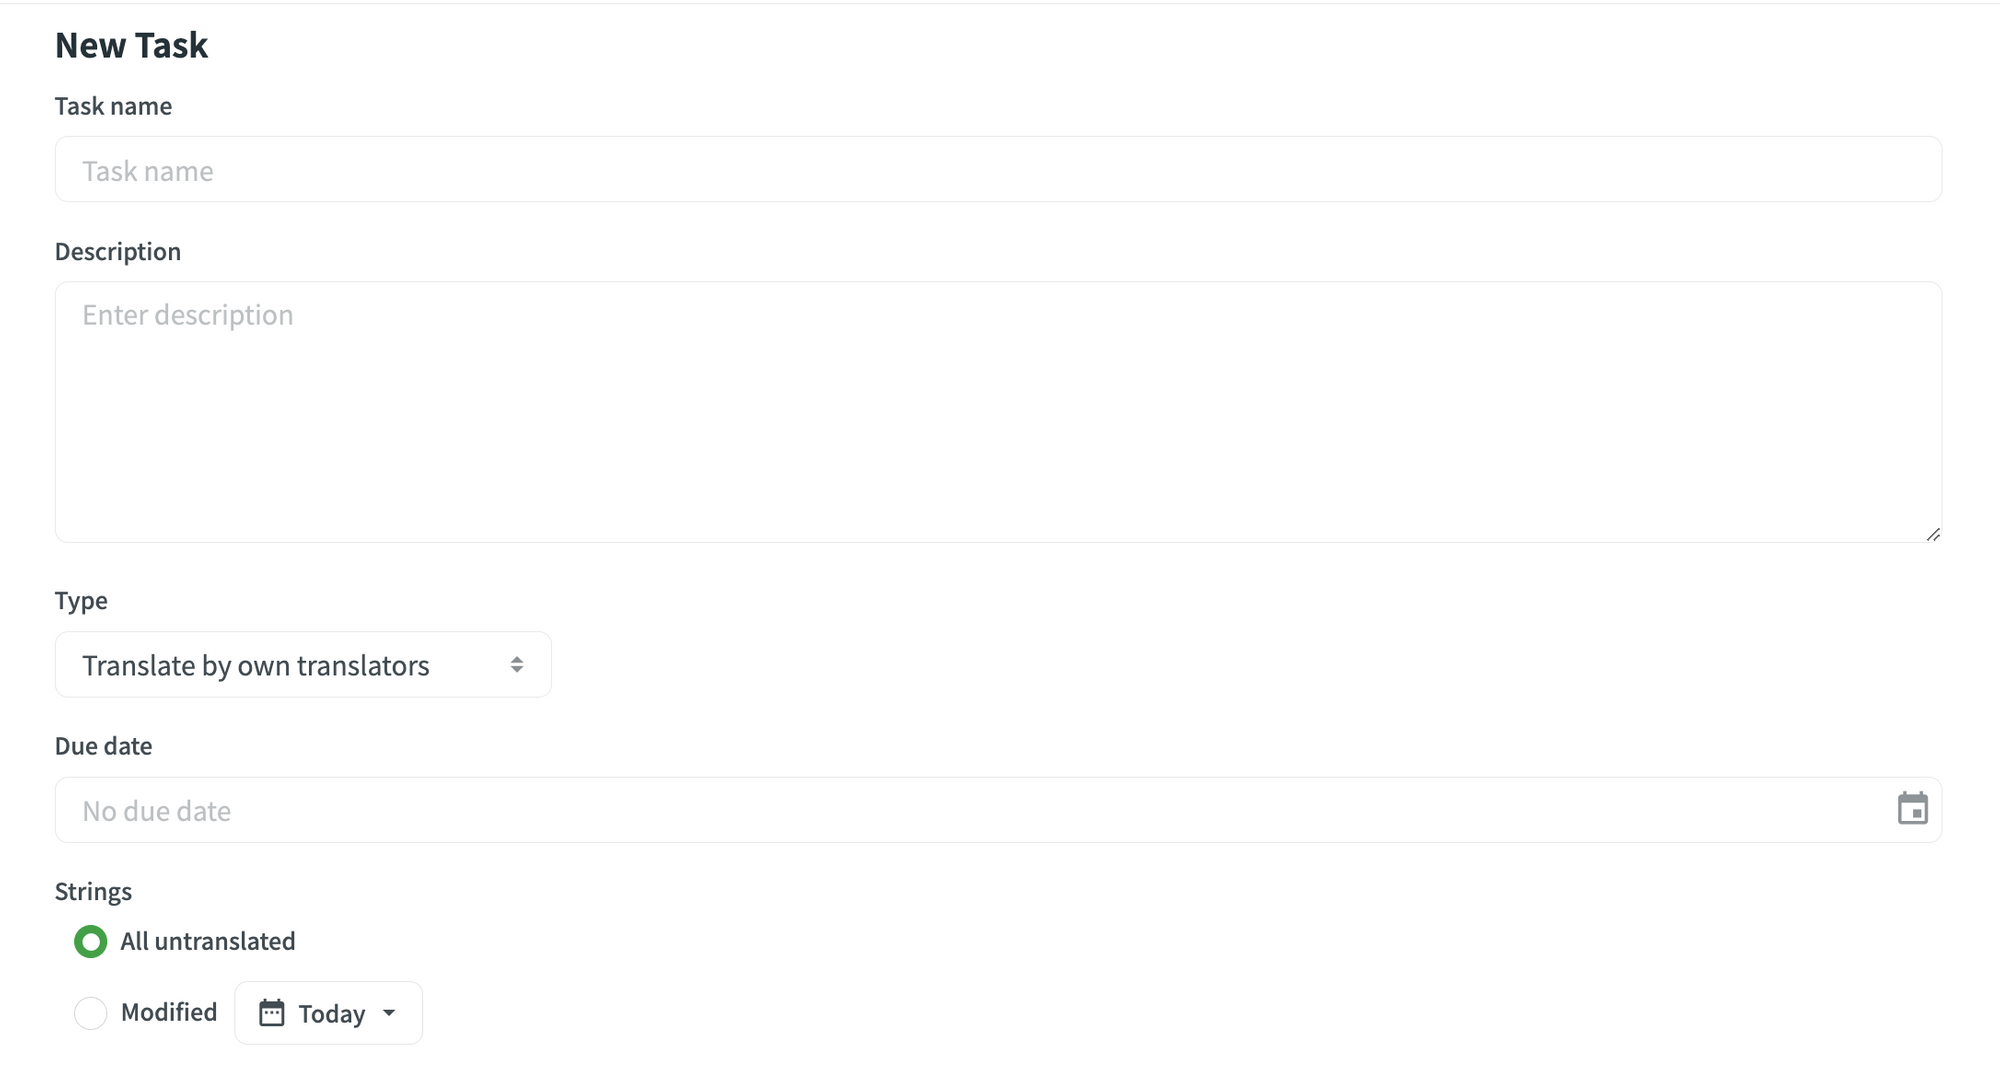 New Task
Task name
Task name
Description
Enter description
Type
Translate by own translators
Due date
No due date
Strings
All untranslated
Modified Today